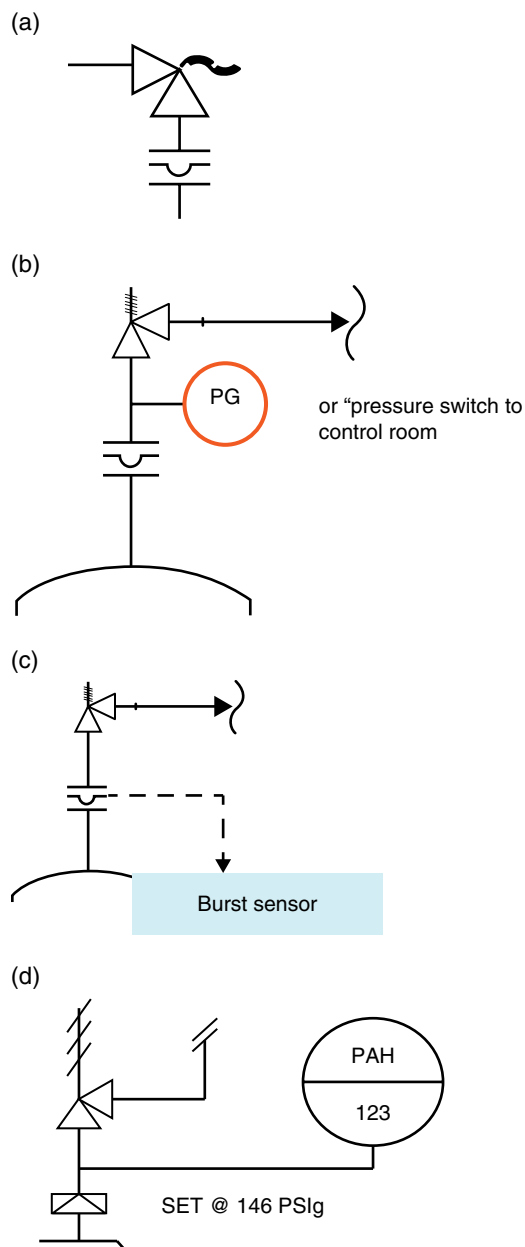 (a)
(b)
PG
or “pressure switch to
control room
(c)
Burst sensor
(d)
PAH
123
SET @ 146 PSIg